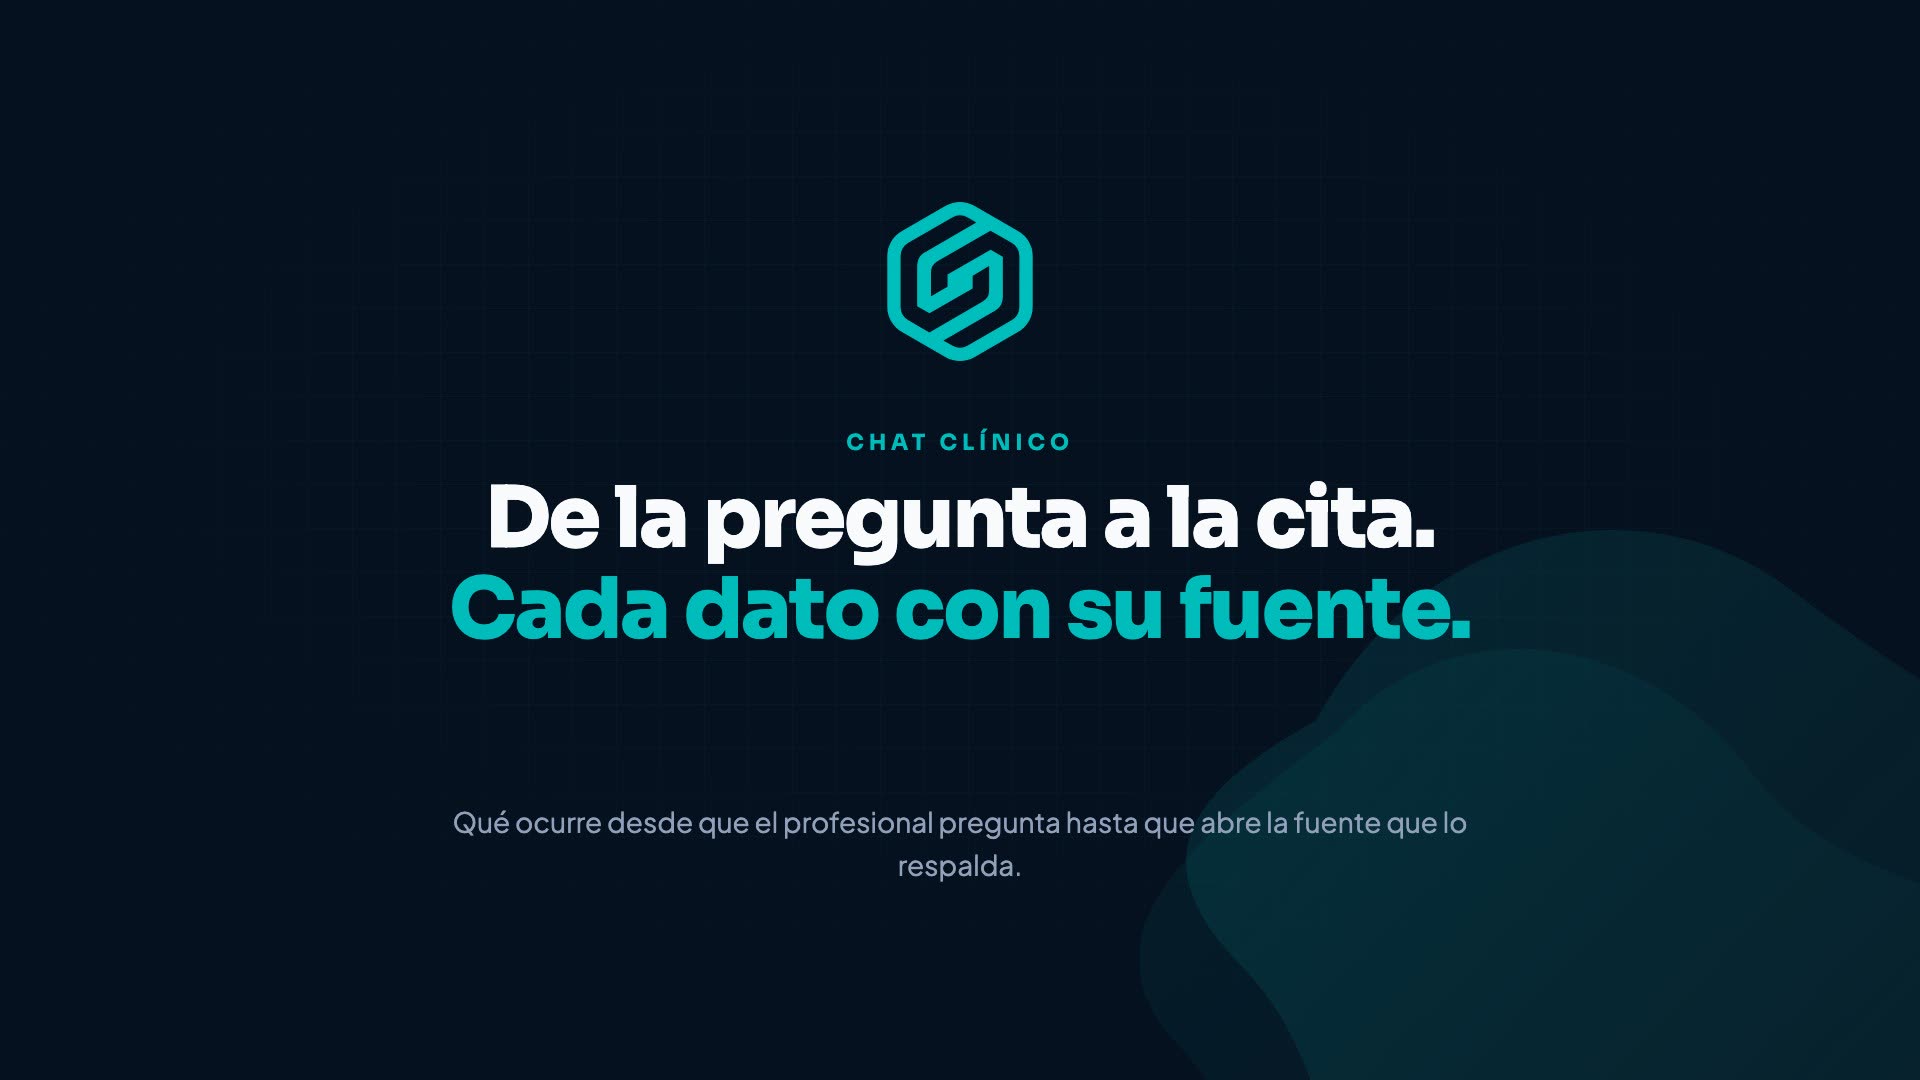 CHAT CLÍNICO
De la pregunta a la cita.
Cada dato con su fuente.
Qué ocurre desde que el profesional pregunta hasta que abre la fuente que lo
respalda.